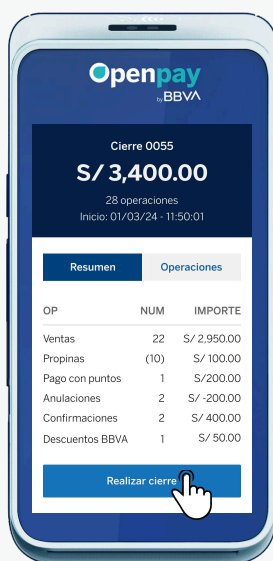 Openpay
by BBVA
Cierre 0055
S/ 3,400.00
28 operaciones
Inicio: 01/03/24 - 11:50:01
Resumen Operaciones
OP NUM IMPORTE
Ventas 22 S/ 2,950.00
Propinas (10) S/ 100.00
Pago con puntos 1 S/200.00
Anulaciones 2 S/ -200.00
Confirmaciones 2 S/ 400.00
Descuentos BBVA 1 S/ 50.00
Realizar cierre